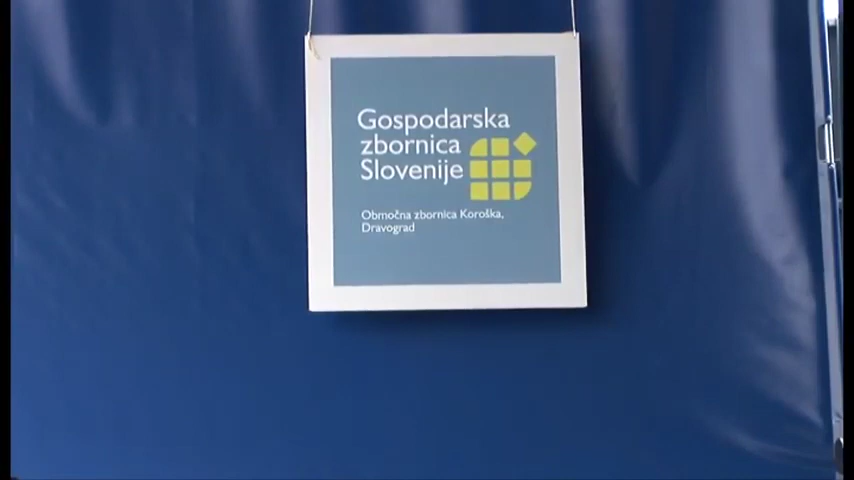 Gospodarska
zbornica
Slovenije
Območna zbornica Koroška,
Dravograd